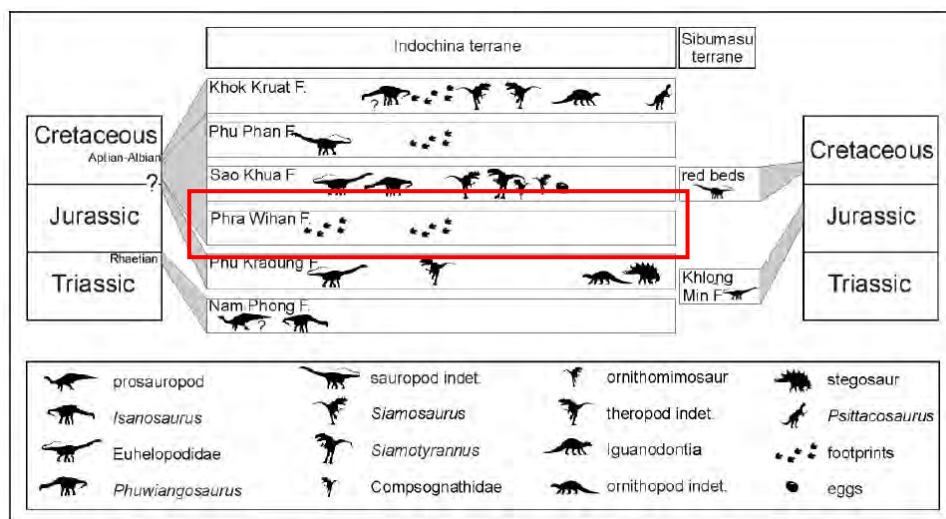 Indochina terrane
Sibumasu
terrane
Khok Kruat F.
?
Phu Phan F.
Cretaceous
Aptian-Albian
?
Jurassic
Rhaetian
Triassic
Sao Khua F
Phra Wihan F.
Phu Kradung F.
Nam Phong F.
?
red beds
Khlong
Min F
Cretaceous
Jurassic
Triassic
prosauropod
Isanosaurus
Euhelopodidae
Phuwiangosaurus
sauropod indet.
Siamosaurus
Siamotyrannus
Compsognathidae
ornithomimosaur
theropod indet.
Iguanodontia
ornithopod indet.
stegosaur
Psittacosaurus
footprints
eggs